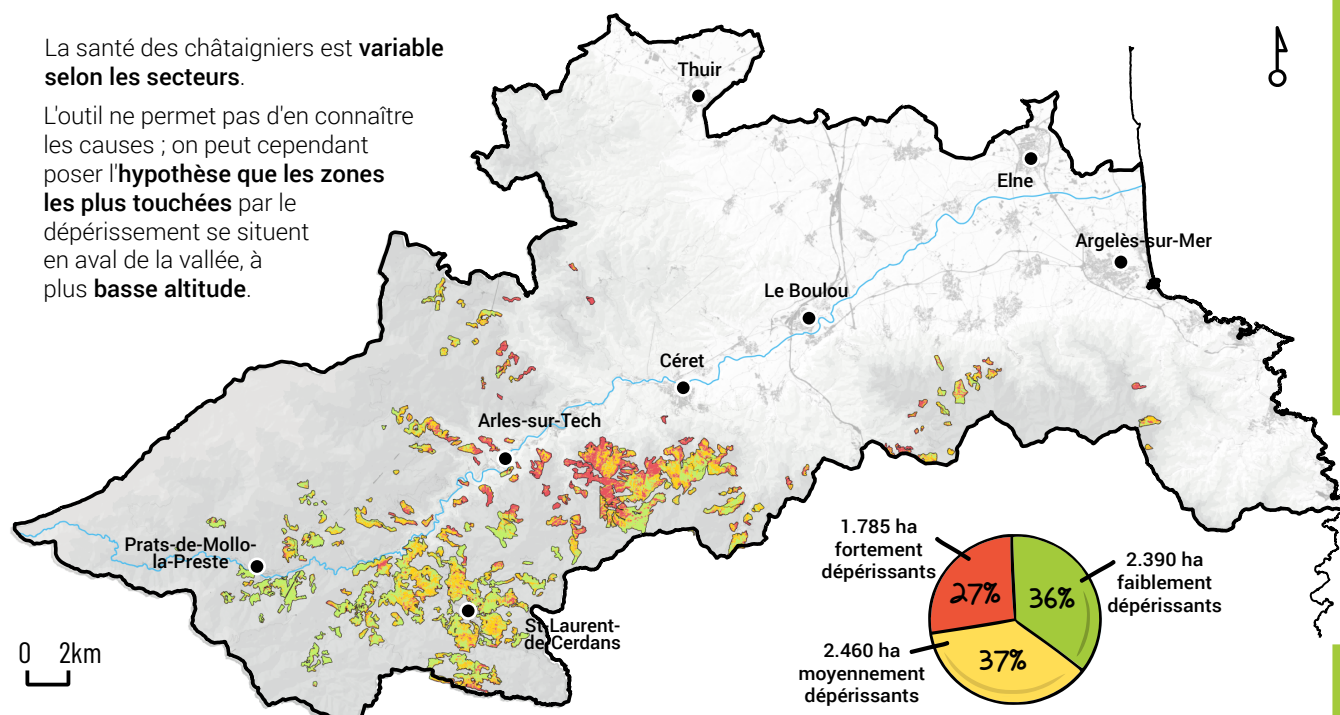 La santé des châtaigniers est variable
selon les secteurs.
L'outil ne permet pas d'en connaître
les causes ; on peut cependant
poser l'hypothèse que les zones
les plus touchées par le
dépérissement se situent
en aval de la vallée, à
plus basse altitude.
Thuir
Elne
Argelès-sur-Mer
Le Boulou
Céret
Arles-sur-Tech
Prats-de-Mollo-
la-Preste
St-Laurent-
de-Cerdans
0 2km
1.785 ha
fortement
dépérissants
27%
36%
2.390 ha
faiblement
dépérissants
2.460 ha
moyennement
dépérissants
37%